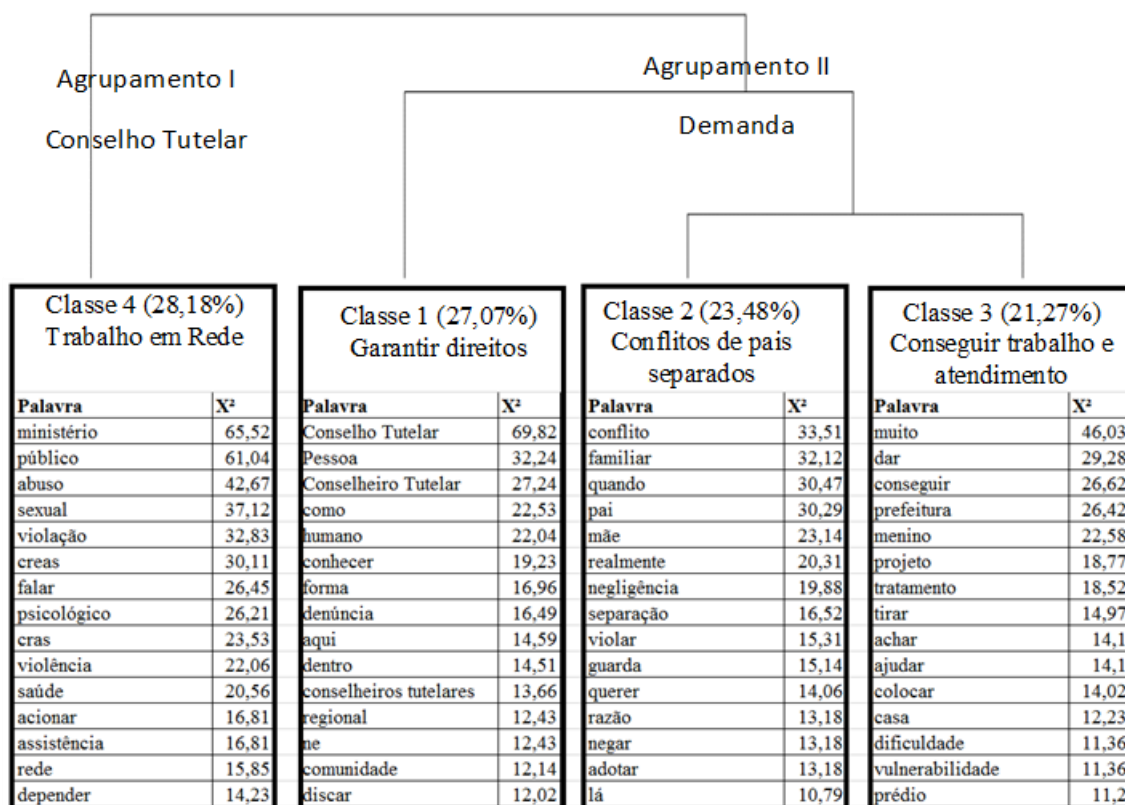 Agrupamento I
Conselho Tutelar
Agrupamento II
Demanda
Classe 4 (28,18%)
Trabalho em Rede
Palavra X²
ministério 65,52
público 61,04
abuso 42,67
sexual 37,12
violação 32,83
creas 30,11
falar 26,45
psicológico 26,21
cras 23,53
violência 22,06
saúde 20,56
acionar 16,81
assistência 16,81
rede 15,85
depender 14,23
Classe 1 (27,07%)
Garantir direitos
Palavra X²
Conselho Tutelar 69,82
Pessoa 32,24
Conselheiro Tutelar 27,24
como 22,53
humano 22,04
conhecer 19,23
forma 16,96
denúncia 16,49
aqui 14,59
dentro 14,51
conselheiros tutelares 13,66
regional 12,43
ne 12,43
comunidade 12,14
discar 12,02
Classe 2 (23,48%)
Conflitos de pais
separados
Palavra X²
conflito 33,51
familiar 32,12
quando 30,47
pai 30,29
mãe 23,14
realmente 20,31
negligência 19,88
separação 16,52
violar 15,31
guarda 15,14
querer 14,06
razão 13,18
negar 13,18
adotar 13,18
lá 10,79
Classe 3 (21,27%)
Conseguir trabalho e
atendimento
Palavra X²
muito 46,03
dar 29,28
conseguir 26,62
prefeitura 26,42
menino 22,58
projeto 18,77
tratamento 18,52
tirar 14,97
achar 14,1
ajudar 14,1
colocar 14,02
casa 12,23
dificuldade 11,36
vulnerabilidade 11,36
prédio 11,2